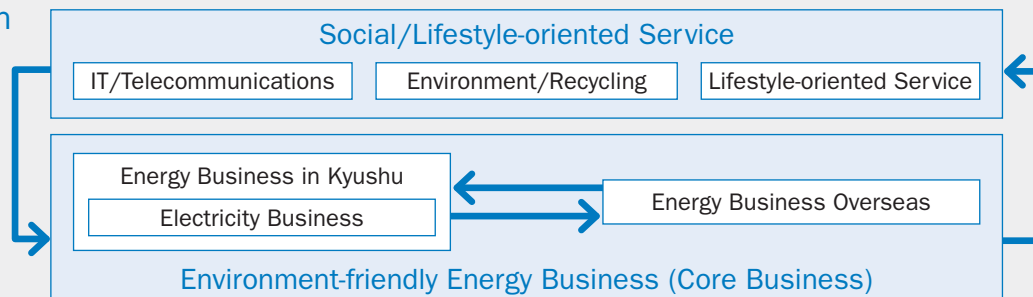 Social/Lifestyle-oriented Service
IT/Telecommunications
Environment/Recycling
Lifestyle-oriented Service
Energy Business in Kyushu
Electricity Business
Energy Business Overseas
Environment-friendly Energy Business (Core Business)